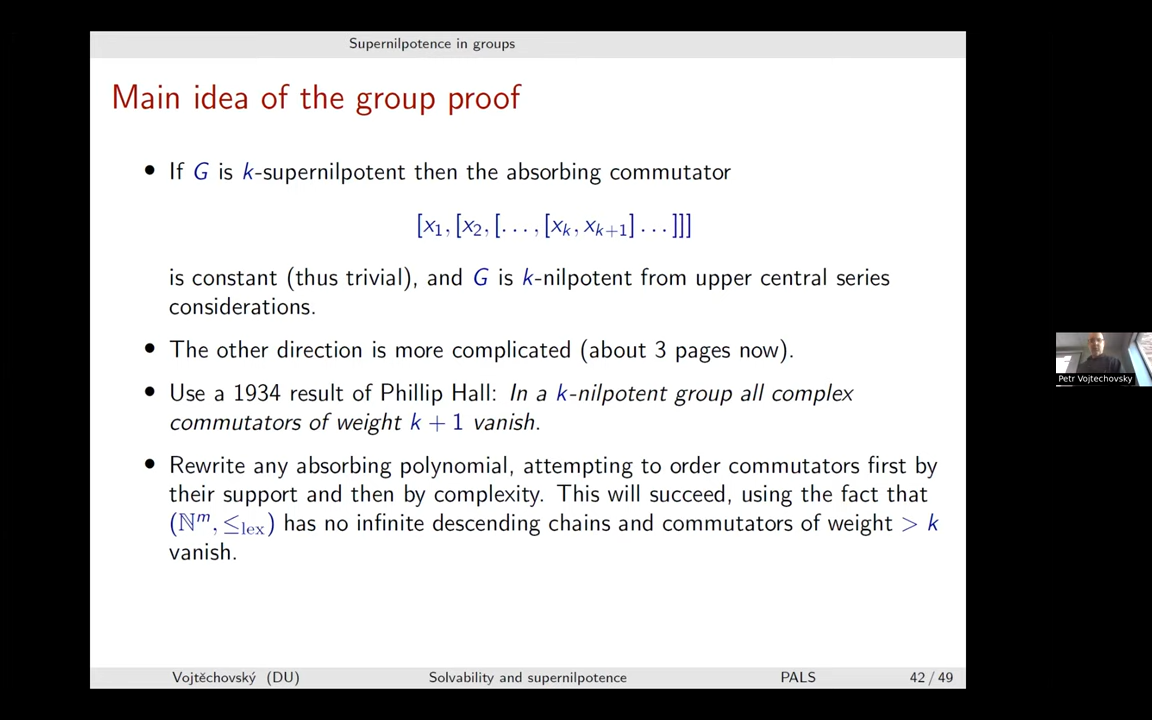 Supernilpotence in groups
Main idea of the group proof
• If G is k-supernilpotent then the absorbing commutator
[x₁, [x₂, [. . . , [xₖ, xₖ₊₁] . . . ]]]
is constant (thus trivial), and G is k-nilpotent from upper central series
considerations.
• The other direction is more complicated (about 3 pages now).
• Use a 1934 result of Phillip Hall: In a k-nilpotent group all complex
commutators of weight k + 1 vanish.
• Rewrite any absorbing polynomial, attempting to order commutators first by
their support and then by complexity. This will succeed, using the fact that
(ℕᵐ, ≤lex) has no infinite descending chains and commutators of weight > k
vanish.
Petr Vojtechovsky
Vojtěchovský (DU) Solvability and supernilpotence PALS 42 / 49